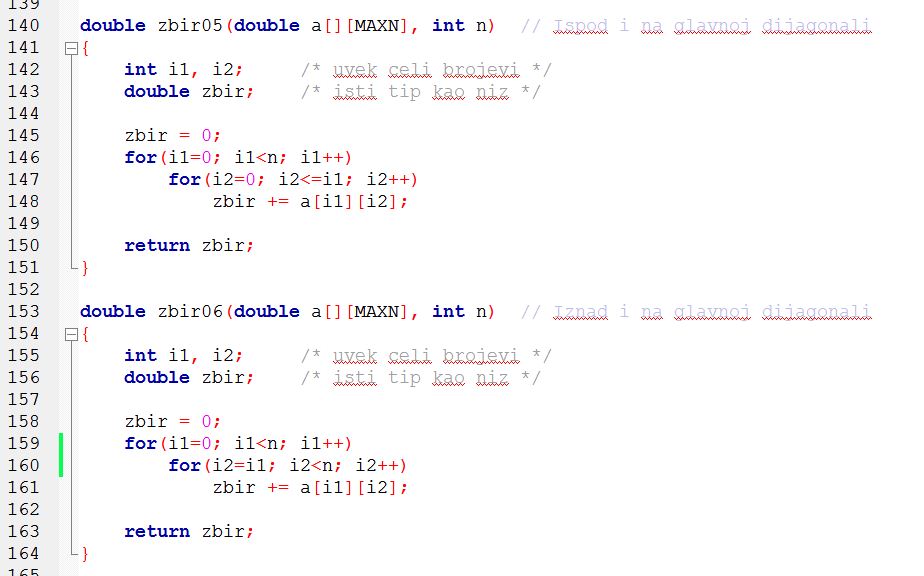 139
140 double zbir05(double a[][MAXN], int n) // Ispod i na glavnoj dijagonali
141 {
142 int i1, i2; /* uvek celi brojevi */
143 double zbir; /* isti tip kao niz */
144
145 zbir = 0;
146 for(i1=0; i1<n; i1++)
147 for(i2=0; i2<=i1; i2++)
148 zbir += a[i1][i2];
149
150 return zbir;
151 }
152
153 double zbir06(double a[][MAXN], int n) // Iznad i na glavnoj dijagonali
154 {
155 int i1, i2; /* uvek celi brojevi */
156 double zbir; /* isti tip kao niz */
157
158 zbir = 0;
159 for(i1=0; i1<n; i1++)
160 for(i2=i1; i2<n; i2++)
161 zbir += a[i1][i2];
162
163 return zbir;
164 }
165